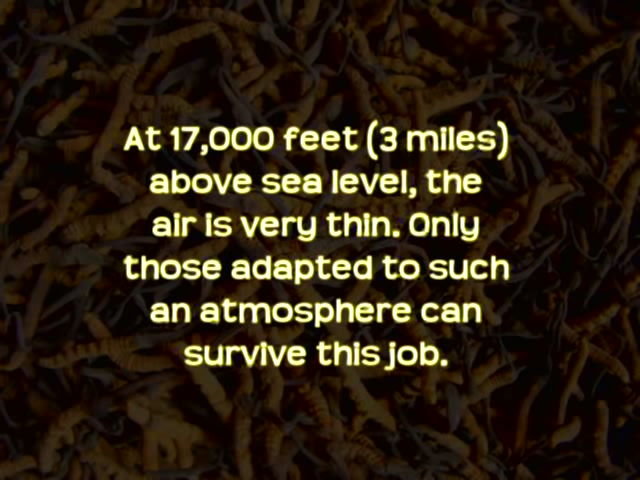 At 17,000 feet (3 miles)
above sea level, the
air is very thin. Only
those adapted to such
an atmosphere can
survive this job.